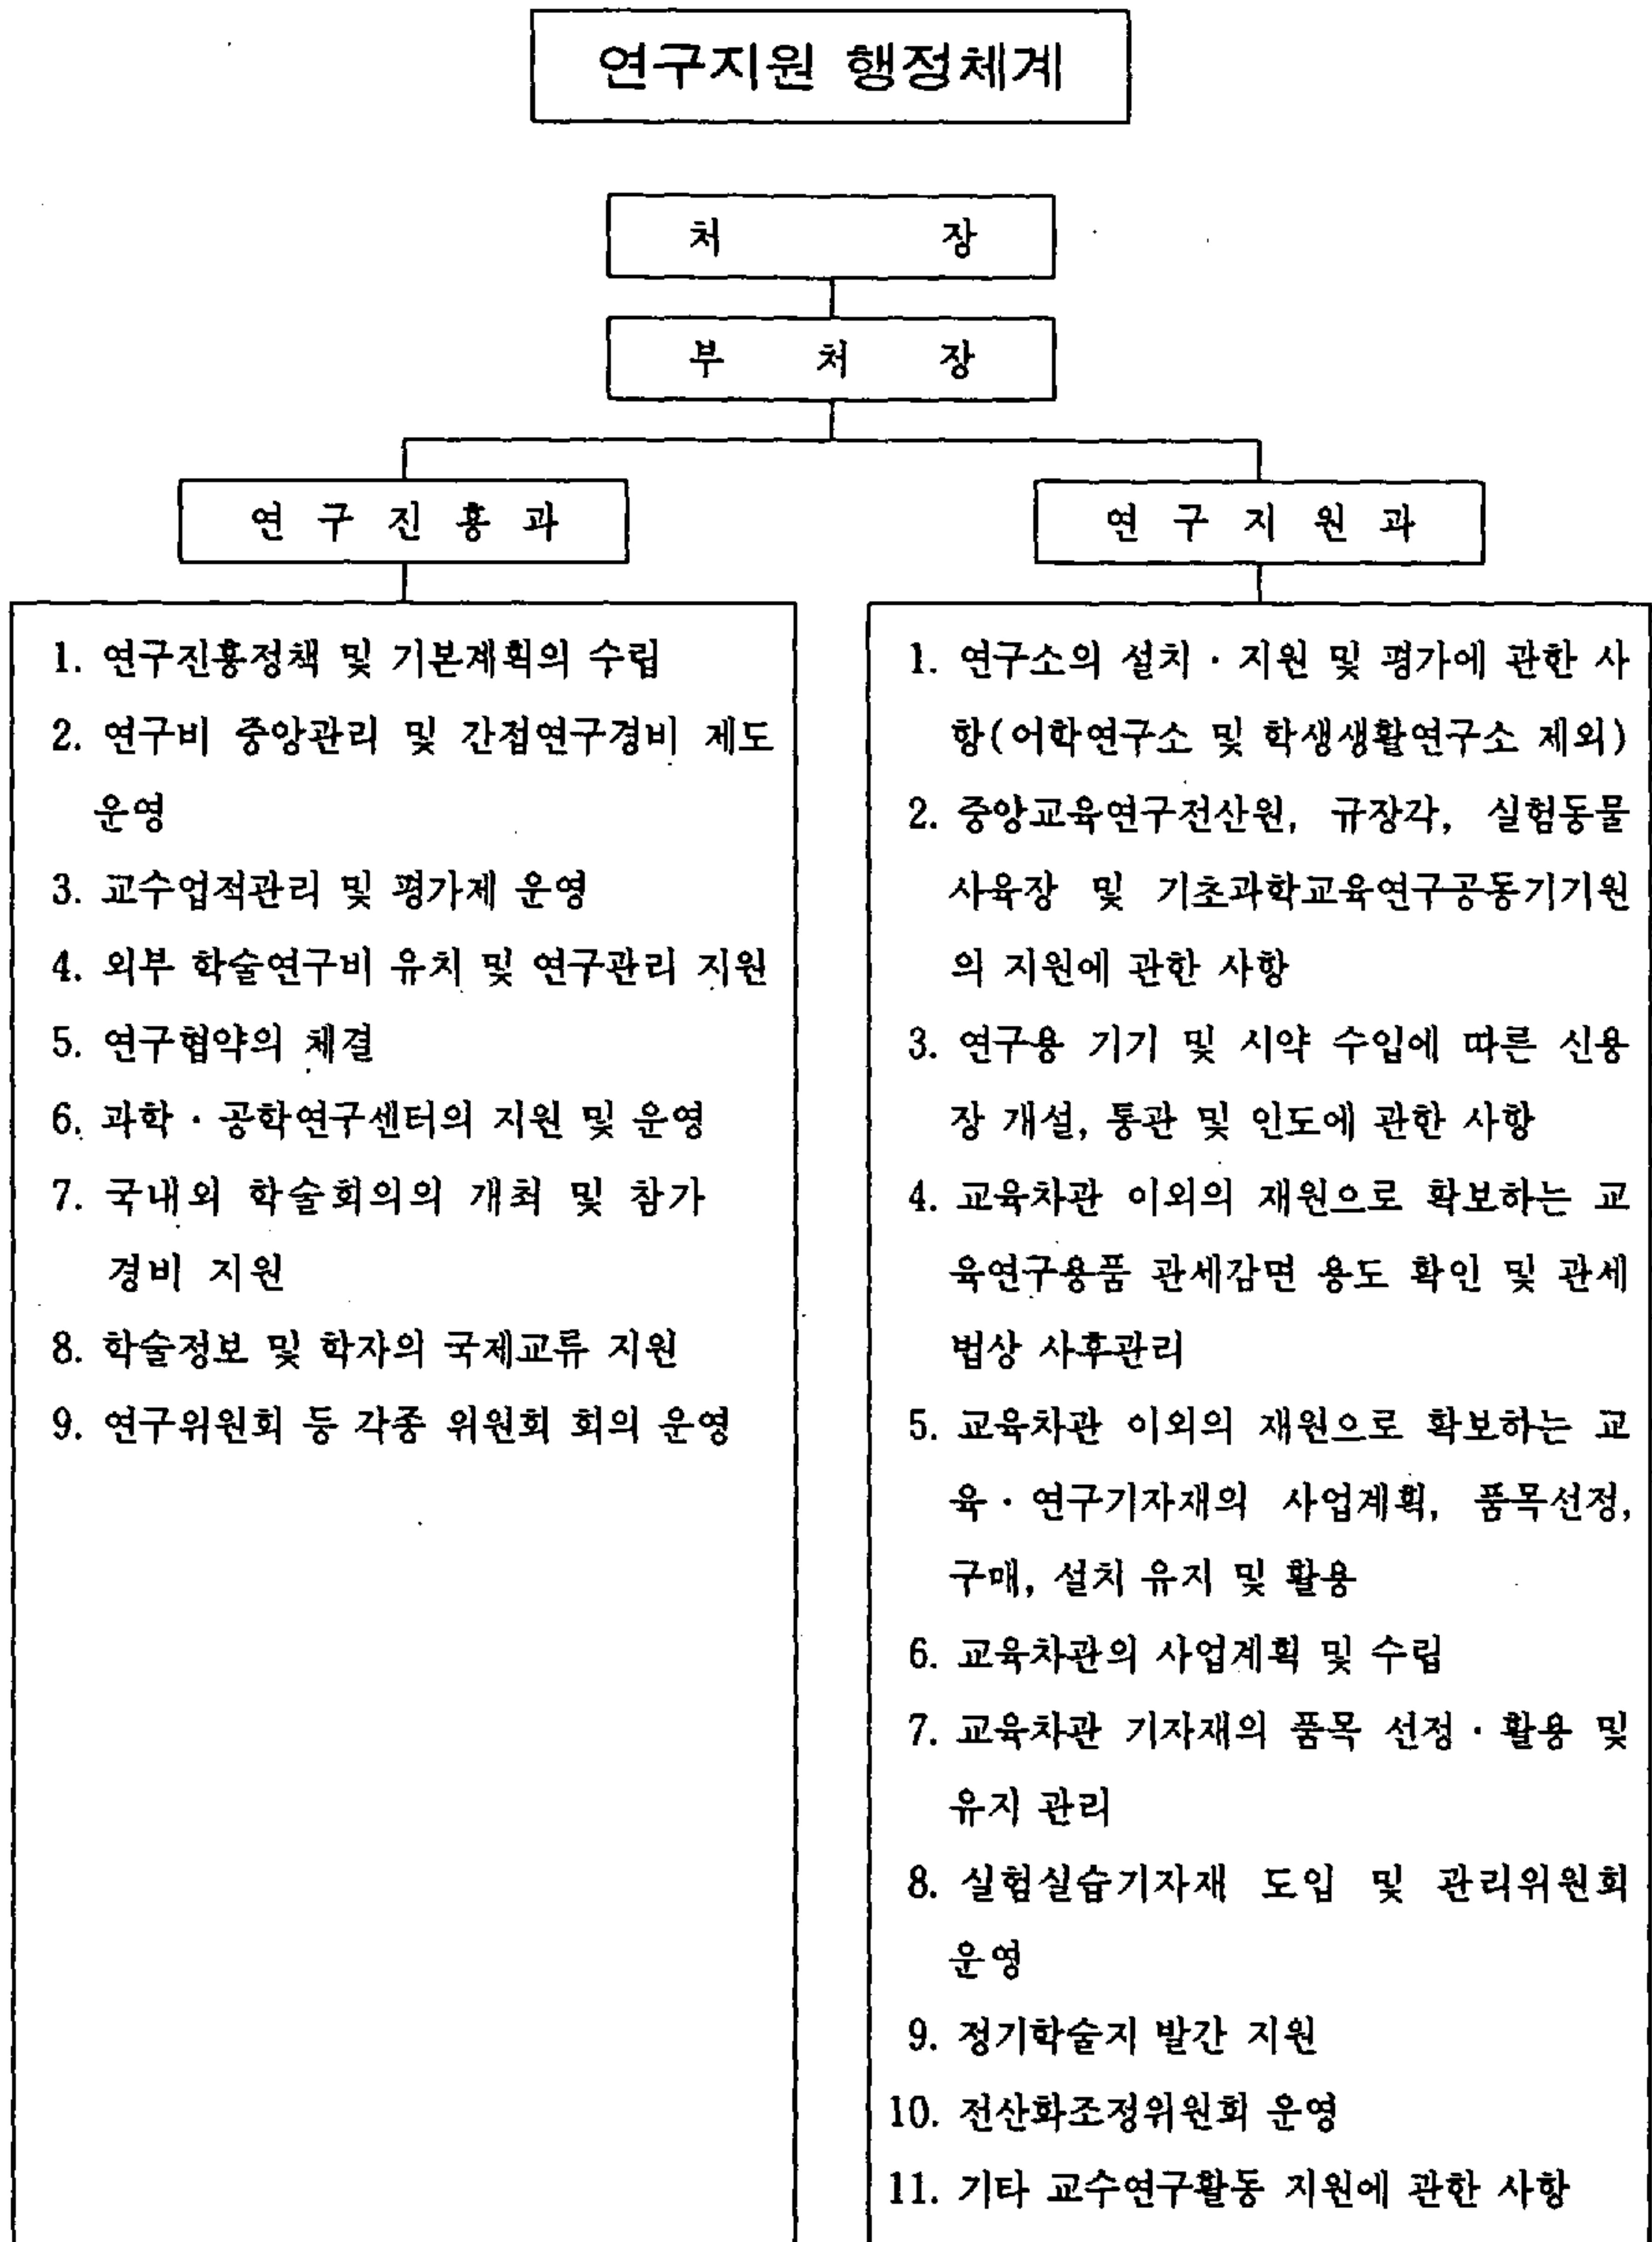 연구지원 행정체계
처 장
부 처 장
연 구 진 흥 과
1. 연구진흥정책 및 기본계획의 수립
2. 연구비 중앙관리 및 간접연구경비 제도
운영
3. 교수업적관리 및 평가제 운영
4. 외부 학술연구비 유치 및 연구관리 지원
5. 연구협약의 체결
6. 과학·공학연구센터의 지원 및 운영
7. 국내외 학술회의의 개최 및 참가
경비 지원
8. 학술정보 및 학자의 국제교류 지원
9. 연구위원회 등 각종 위원회 회의 운영
연 구 지 원 과
1. 연구소의 설치·지원 및 평가에 관한 사
항(어학연구소 및 학생생활연구소 제외)
2. 중앙교육연구전산원, 규장각, 실험동물
사육장 및 기초과학교육연구공동기기원
의 지원에 관한 사항
3. 연구용 기기 및 시약 수입에 따른 신용
장 개설, 통관 및 인도에 관한 사항
4. 교육차관 이외의 재원으로 확보하는 교
육연구용품 관세감면 용도 확인 및 관세
법상 사후관리
5. 교육차관 이외의 재원으로 확보하는 교
육·연구기자재의 사업계획, 품목선정,
구매, 설치 유지 및 활용
6. 교육차관의 사업계획 및 수립
7. 교육차관 기자재의 품목 선정·활용 및
유지 관리
8. 실험실습기자재 도입 및 관리위원회
운영
9. 정기학술지 발간 지원
10. 전산화조정위원회 운영
11. 기타 교수연구활동 지원에 관한 사항